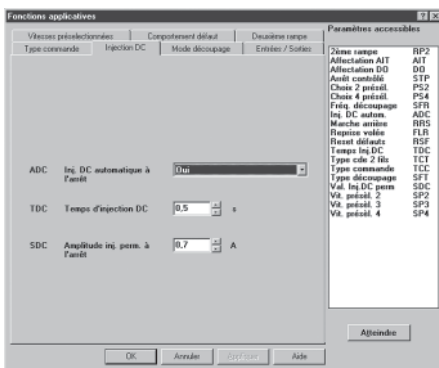 Fonctions applicatives
Vitesses préselectionnées
Comportement défaut
Deuxième rampe
Type commande
Injection DC
Mode découpage
Entrées / Sorties
ADC Inj. DC automatique à l'arrêt Oui
TDC Temps d'injection DC 0,5 s
SDC Amplitude inj. perm. à l'arrêt 0,7 A
OK
Annuler
Appliquer
Aide
Paramètres accessibles
2ème rampe RP2
Affectation AIT AIT
Affectation DO DO
Arrêt contrôlé STP
Choix 2 présél. PS2
Choix 4 présél. PS4
Fréq. découpage SFR
Inj. DC autom. ADC
Marche arrière RRS
Reprise volée FLR
Reset défauts RSF
Temps Inj.DC TDC
Type cde 2 fils TCT
Type commande TCC
Type découpage SFT
Val. Inj.DC perm SDC
Vit. présél. 2 SP2
Vit. présèl. 3 SP3
Vit. présél. 4 SP4
Atteindre